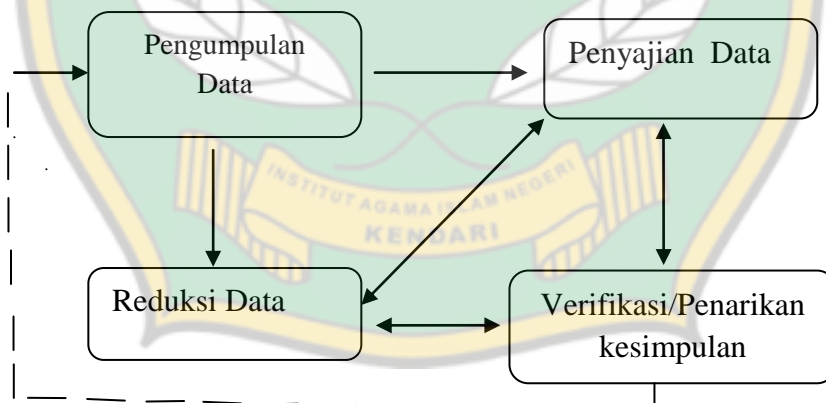 Pengumpulan
Data
Penyajian Data
INSTITUT AGAMA ISLAM NEGERI
KENDARI
Reduksi Data
Verifikasi/Penarikan
kesimpulan